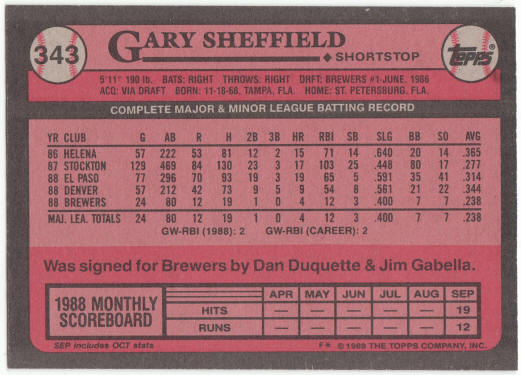 343
GARY SHEFFIELD
◆ SHORTSTOP
TOPPS®
5'11" 190 lb. BATS: RIGHT THROWS: RIGHT DRFT: BREWERS #1-JUNE, 1986
ACQ: VIA DRAFT BORN: 11-18-68, TAMPA, FLA. HOME: ST. PETERSBURG, FLA.
COMPLETE MAJOR & MINOR LEAGUE BATTING RECORD
YR CLUB G AB R H 2B 3B HR RBI SB SLG BB SO AVG
86 HELENA 57 222 53 81 12 2 15 71 14 .640 20 14 .365
87 STOCKTON 129 469 84 130 23 3 17 103 25 .448 80 17 .277
88 EL PASO 77 296 70 93 19 3 19 65 5 .591 35 41 .314
88 DENVER 57 212 42 73 9 5 9 54 8 .561 21 22 .344
88 BREWERS 24 80 12 19 1 0 4 12 3 .400 7 7 .238
MAJ. LEA. TOTALS 24 80 12 19 1 0 4 12 3 .400 7 7 .238
GW-RBI (1988): 2 GW-RBI (CAREER): 2
Was signed for Brewers by Dan Duquette & Jim Gabella.
1988 MONTHLY SCOREBOARD
APR MAY JUN JUL AUG SEP
HITS — — — — — 19
RUNS — — — — — 12
SEP includes OCT stats
F* © 1989 THE TOPPS COMPANY, INC.